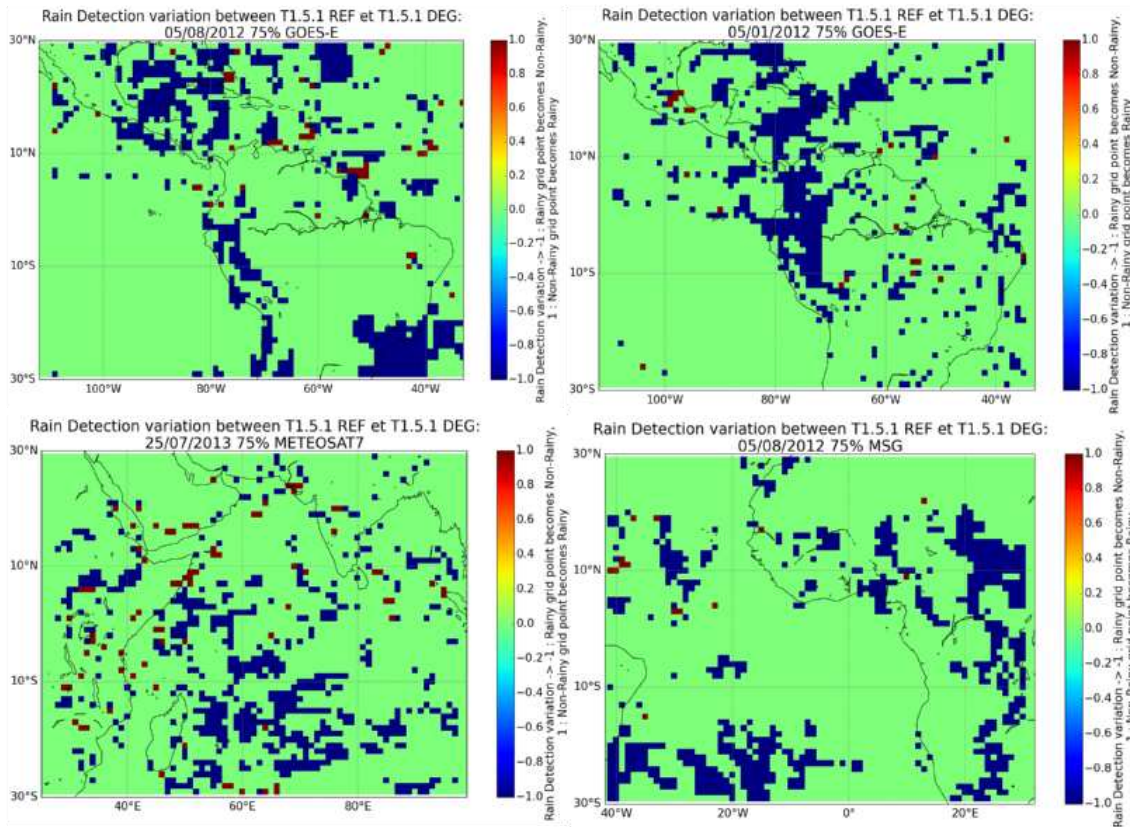 Rain Detection variation between T1.5.1 REF et T1.5.1 DEG:
05/08/2012 75% GOES-E
30°N
10°N
10°S
30°S
100°W
80°W
60°W
40°W
1.0
0.8
0.6
0.4
0.2
0.0
−0.2
−0.4
−0.6
−0.8
−1.0
Rain Detection variation -> -1 : Rainy grid point becomes Non-Rainy,
1 : Non-Rainy grid point becomes Rainy
Rain Detection variation between T1.5.1 REF et T1.5.1 DEG:
05/01/2012 75% GOES-E
30°N
10°N
10°S
30°S
100°W
80°W
60°W
40°W
1.0
0.8
0.6
0.4
0.2
0.0
−0.2
−0.4
−0.6
−0.8
−1.0
Rain Detection variation -> -1 : Rainy grid point becomes Non-Rainy,
1 : Non-Rainy grid point becomes Rainy
Rain Detection variation between T1.5.1 REF et T1.5.1 DEG:
25/07/2013 75% METEOSAT7
30°N
10°N
10°S
30°S
40°E
60°E
80°E
1.0
0.8
0.6
0.4
0.2
0.0
−0.2
−0.4
−0.6
−0.8
−1.0
Rain Detection variation -> -1 : Rainy grid point becomes Non-Rainy,
1 : Non-Rainy grid point becomes Rainy
Rain Detection variation between T1.5.1 REF et T1.5.1 DEG:
05/08/2012 75% MSG
30°N
10°N
10°S
30°S
40°W
20°W
0°
20°E
1.0
0.8
0.6
0.4
0.2
0.0
−0.2
−0.4
−0.6
−0.8
−1.0
Rain Detection variation -> -1 : Rainy grid point becomes Non-Rainy,
1 : Non-Rainy grid point becomes Rainy